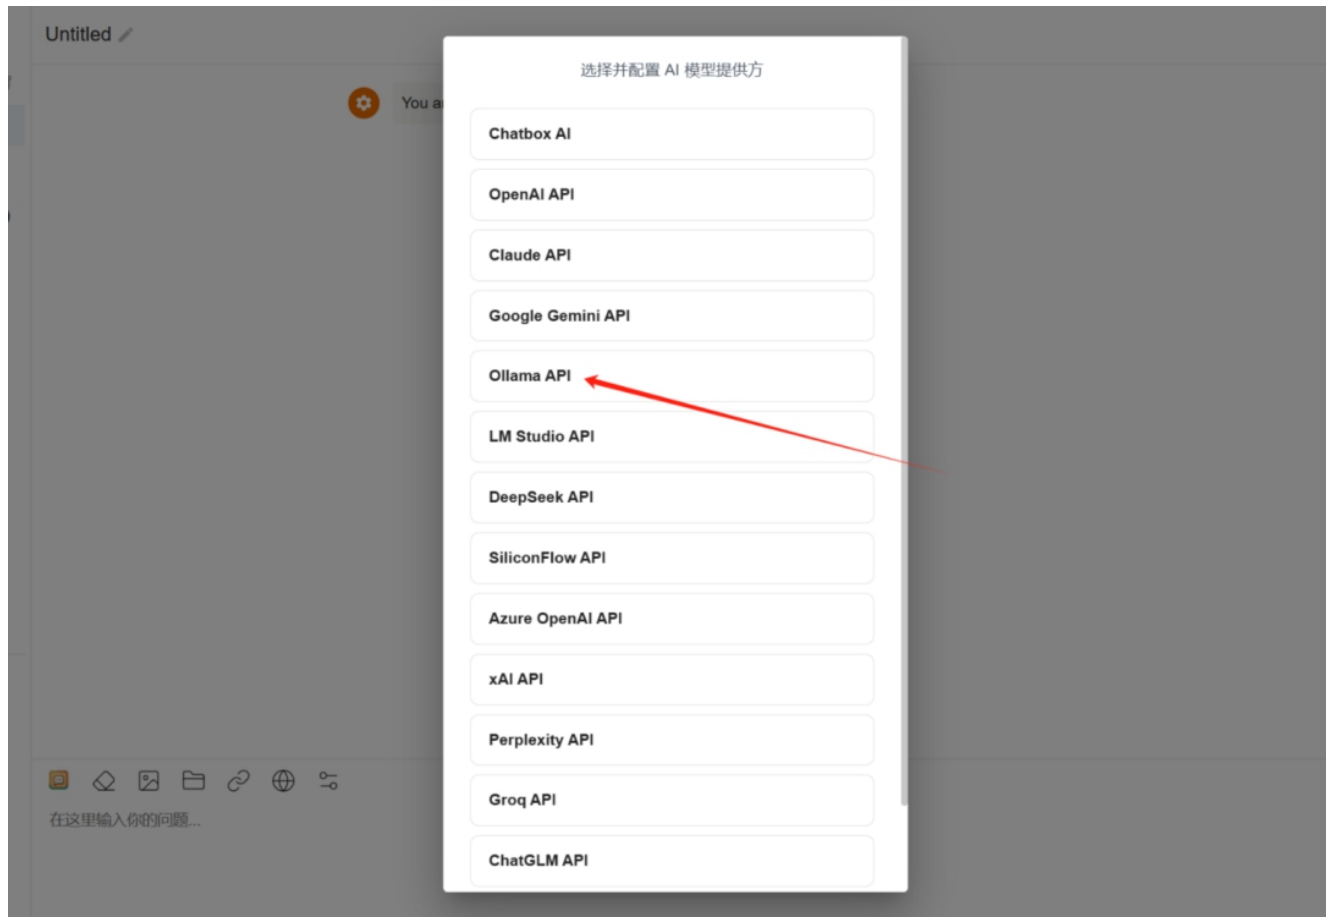 Untitled
选择并配置 AI 模型提供方
You a
Chatbox AI
OpenAI API
Claude API
Google Gemini API
Ollama API
LM Studio API
DeepSeek API
SiliconFlow API
Azure OpenAI API
xAI API
Perplexity API
Groq API
ChatGLM API
在这里输入你的问题...